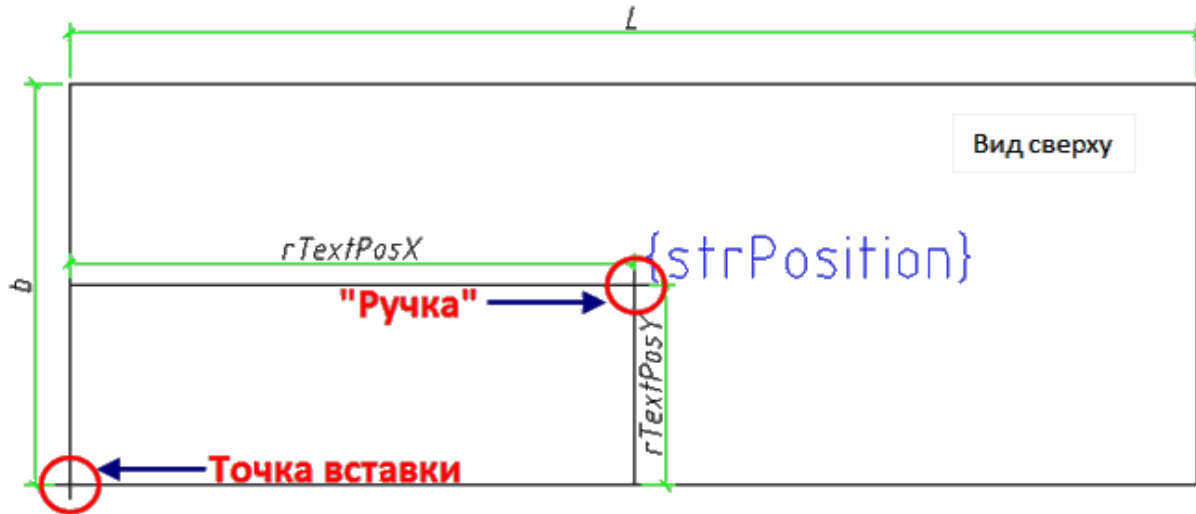 L
Вид сверху
rTextPosX
{strPosition}
b
"Ручка"
rTextPosY
Точка вставки